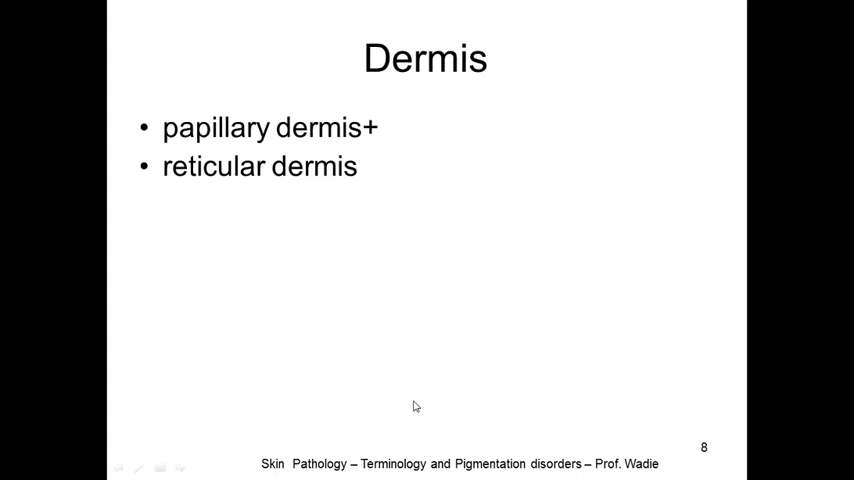 Dermis
• papillary dermis+
• reticular dermis
8
Skin Pathology – Terminology and Pigmentation disorders – Prof. Wadie